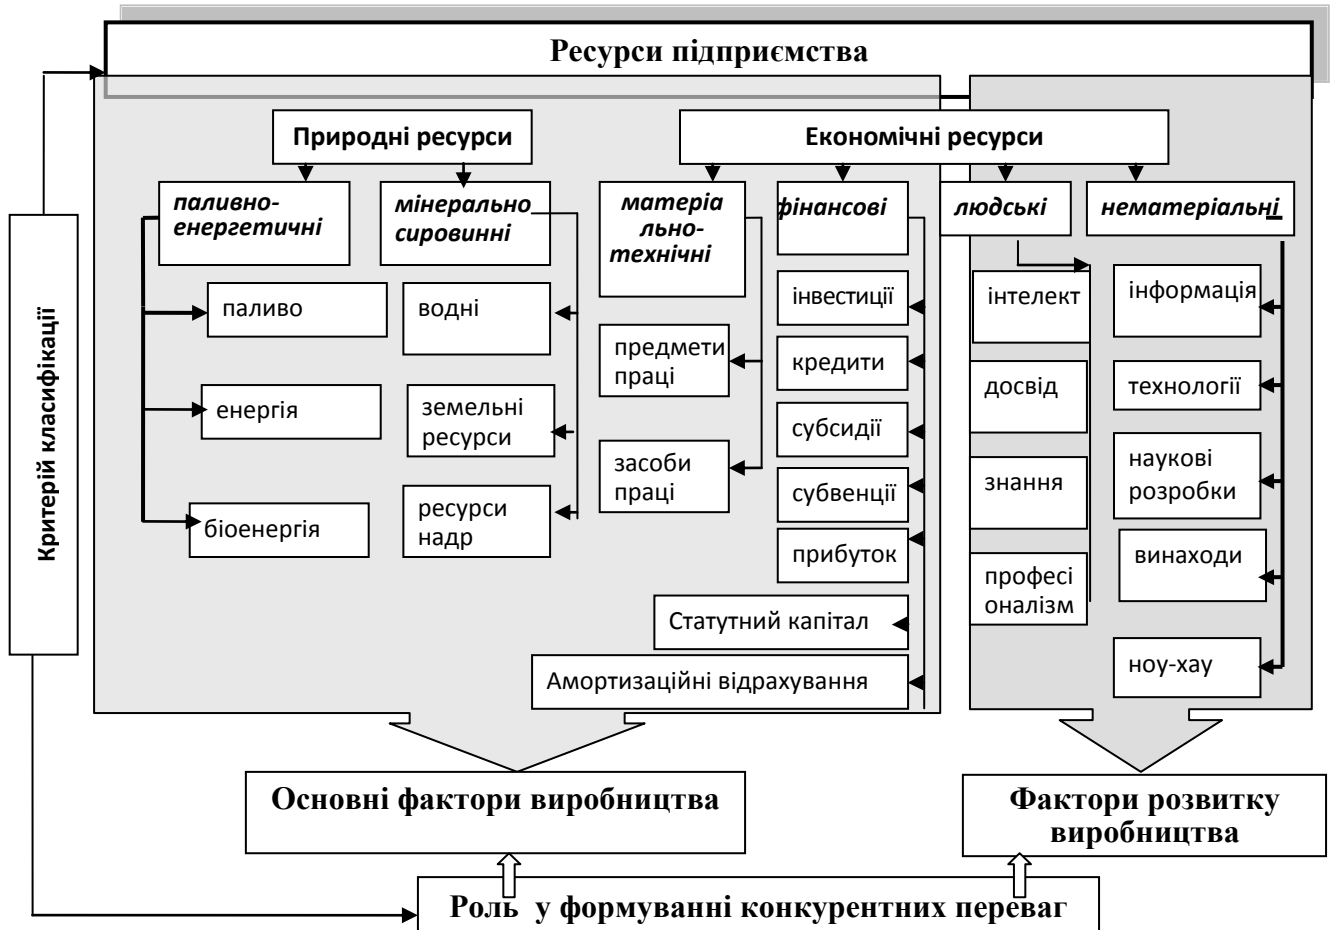 Ресурси підприємства
Природні ресурси
Економічні ресурси
паливно-
енергетичні
мінерально
сировинні
матеріа
льно-
технічні
фінансові
людські
нематеріальні
Критерій класифікації
паливо
енергія
біоенергія
водні
земельні
ресурси
ресурси
надр
предмети
праці
засоби
праці
інвестиції
кредити
субсидії
субвенції
прибуток
Статутний капітал
Амортизаційні відрахування
інтелект
досвід
знання
професі
оналізм
інформація
технології
наукові
розробки
винаходи
ноу-хау
Основні фактори виробництва
Фактори розвитку
виробництва
Роль у формуванні конкурентних переваг